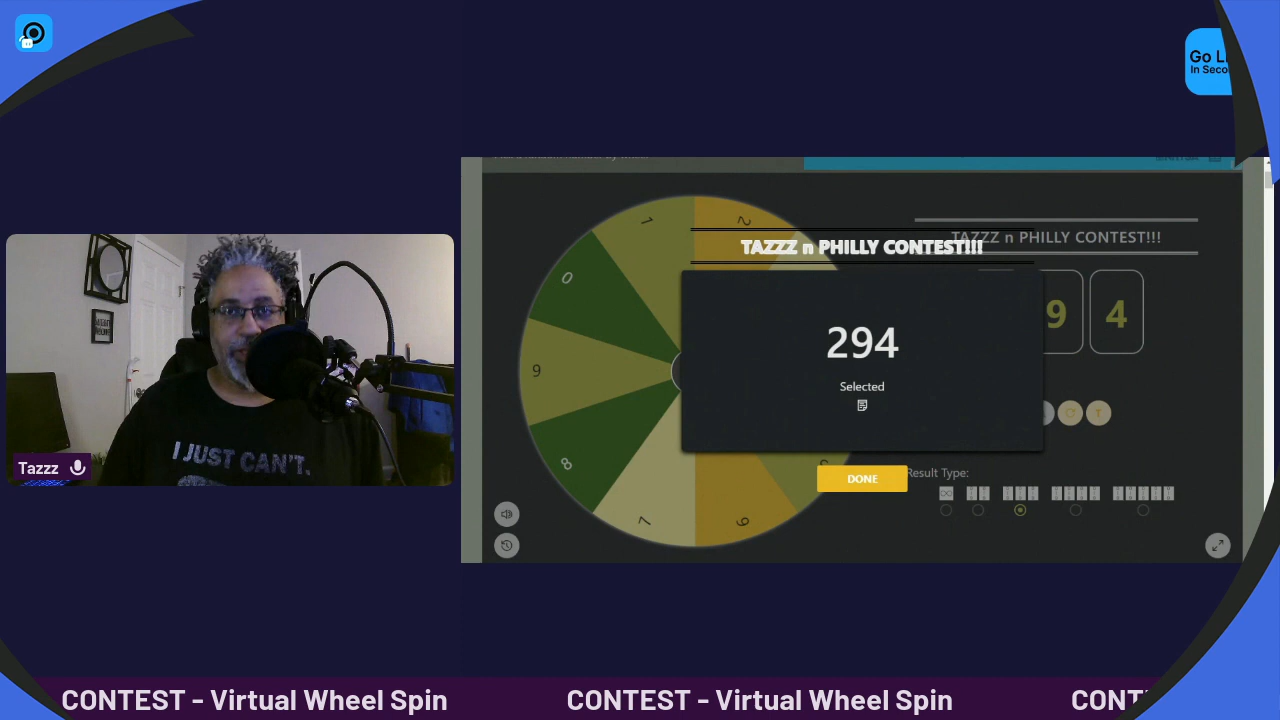 Go L
In Seco
TAZZZ n PHILLY CONTEST!!!
TAZZZ n PHILLY CONTEST!!!
1
2
0
9
8
7
6
9 4
294
Selected
DONE
Result Type:
T
I JUST CAN'T.
Tazzz
CONTEST - Virtual Wheel Spin
CONTEST - Virtual Wheel Spin
CONT